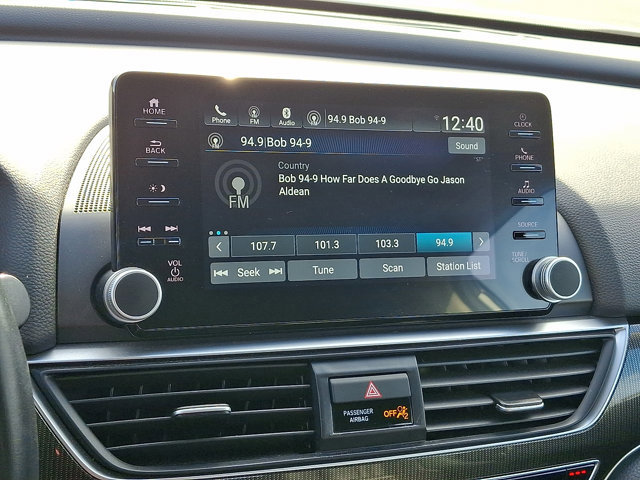 HOME
BACK
VOL
AUDIO
Phone
FM
Audio
94.9 Bob 94-9
12:40
94.9|Bob 94-9
Sound
ST
FM
Country
Bob 94-9 How Far Does A Goodbye Go Jason
Aldean
107.7
101.3
103.3
94.9
Seek
Tune
Scan
Station List
CLOCK
PHONE
AUDIO
SOURCE
TUNE/
SCROLL
PASSENGER
AIRBAG
OFF
2